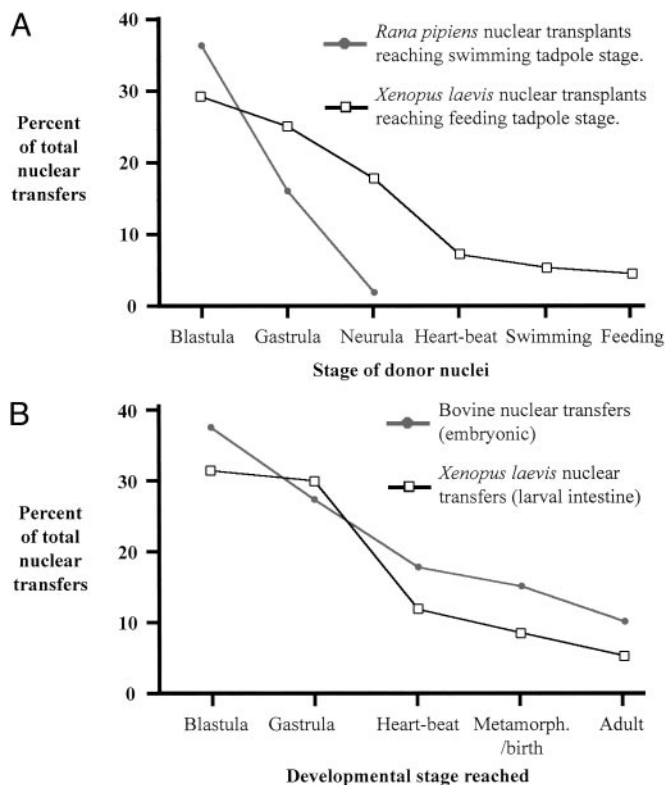 A
Rana pipiens nuclear transplants
reaching swimming tadpole stage.
Xenopus laevis nuclear transplants
reaching feeding tadpole stage.
Percent
of total
nuclear
transfers
40
30
20
10
0
Blastula Gastrula Neurula Heart-beat Swimming Feeding
Stage of donor nuclei
B
Bovine nuclear transfers
(embryonic)
Xenopus laevis nuclear
transfers (larval intestine)
Percent
of total
nuclear
transfers
40
30
20
10
0
Blastula Gastrula Heart-beat Metamorph. Adult
/birth
Developmental stage reached